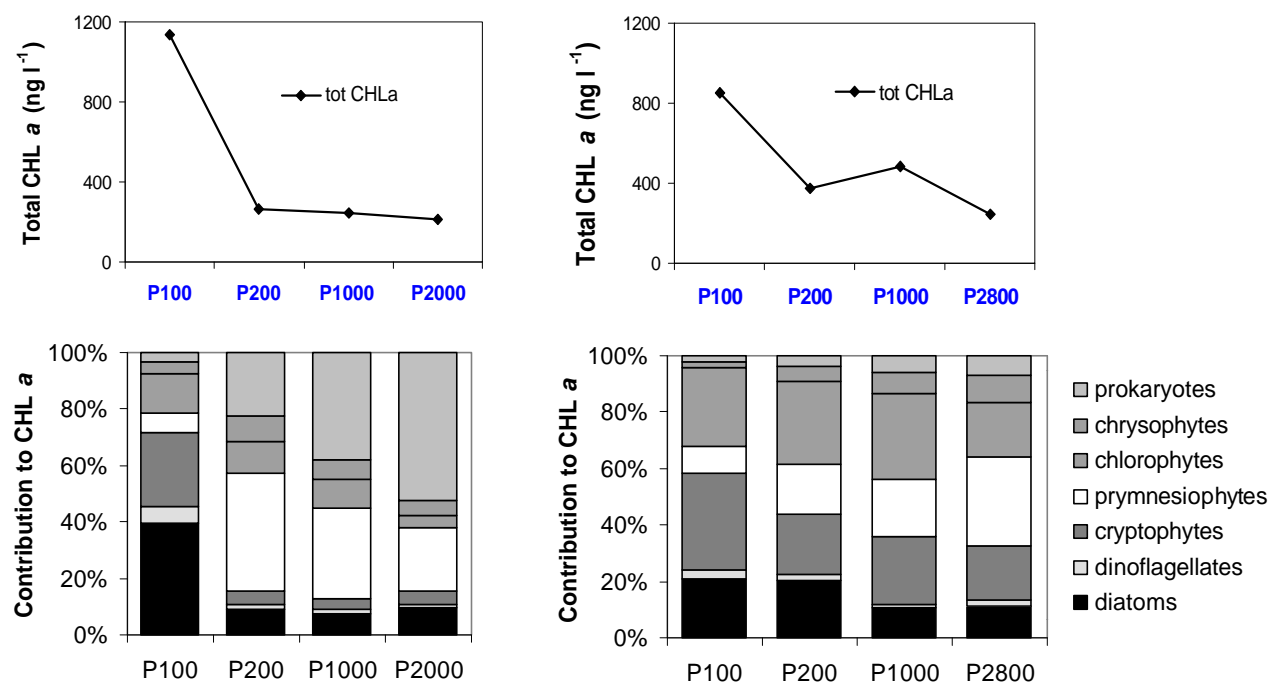 Total CHL a (ng l⁻¹)
1200
800
400
0
tot CHLa
P100 P200 P1000 P2000
Total CHL a (ng l⁻¹)
1200
800
400
0
tot CHLa
P100 P200 P1000 P2800
Contribution to CHL a
100%
80%
60%
40%
20%
0%
P100 P200 P1000 P2000
Contribution to CHL a
100%
80%
60%
40%
20%
0%
P100 P200 P1000 P2800
prokaryotes
chrysophytes
chlorophytes
prymnesiophytes
cryptophytes
dinoflagellates
diatoms